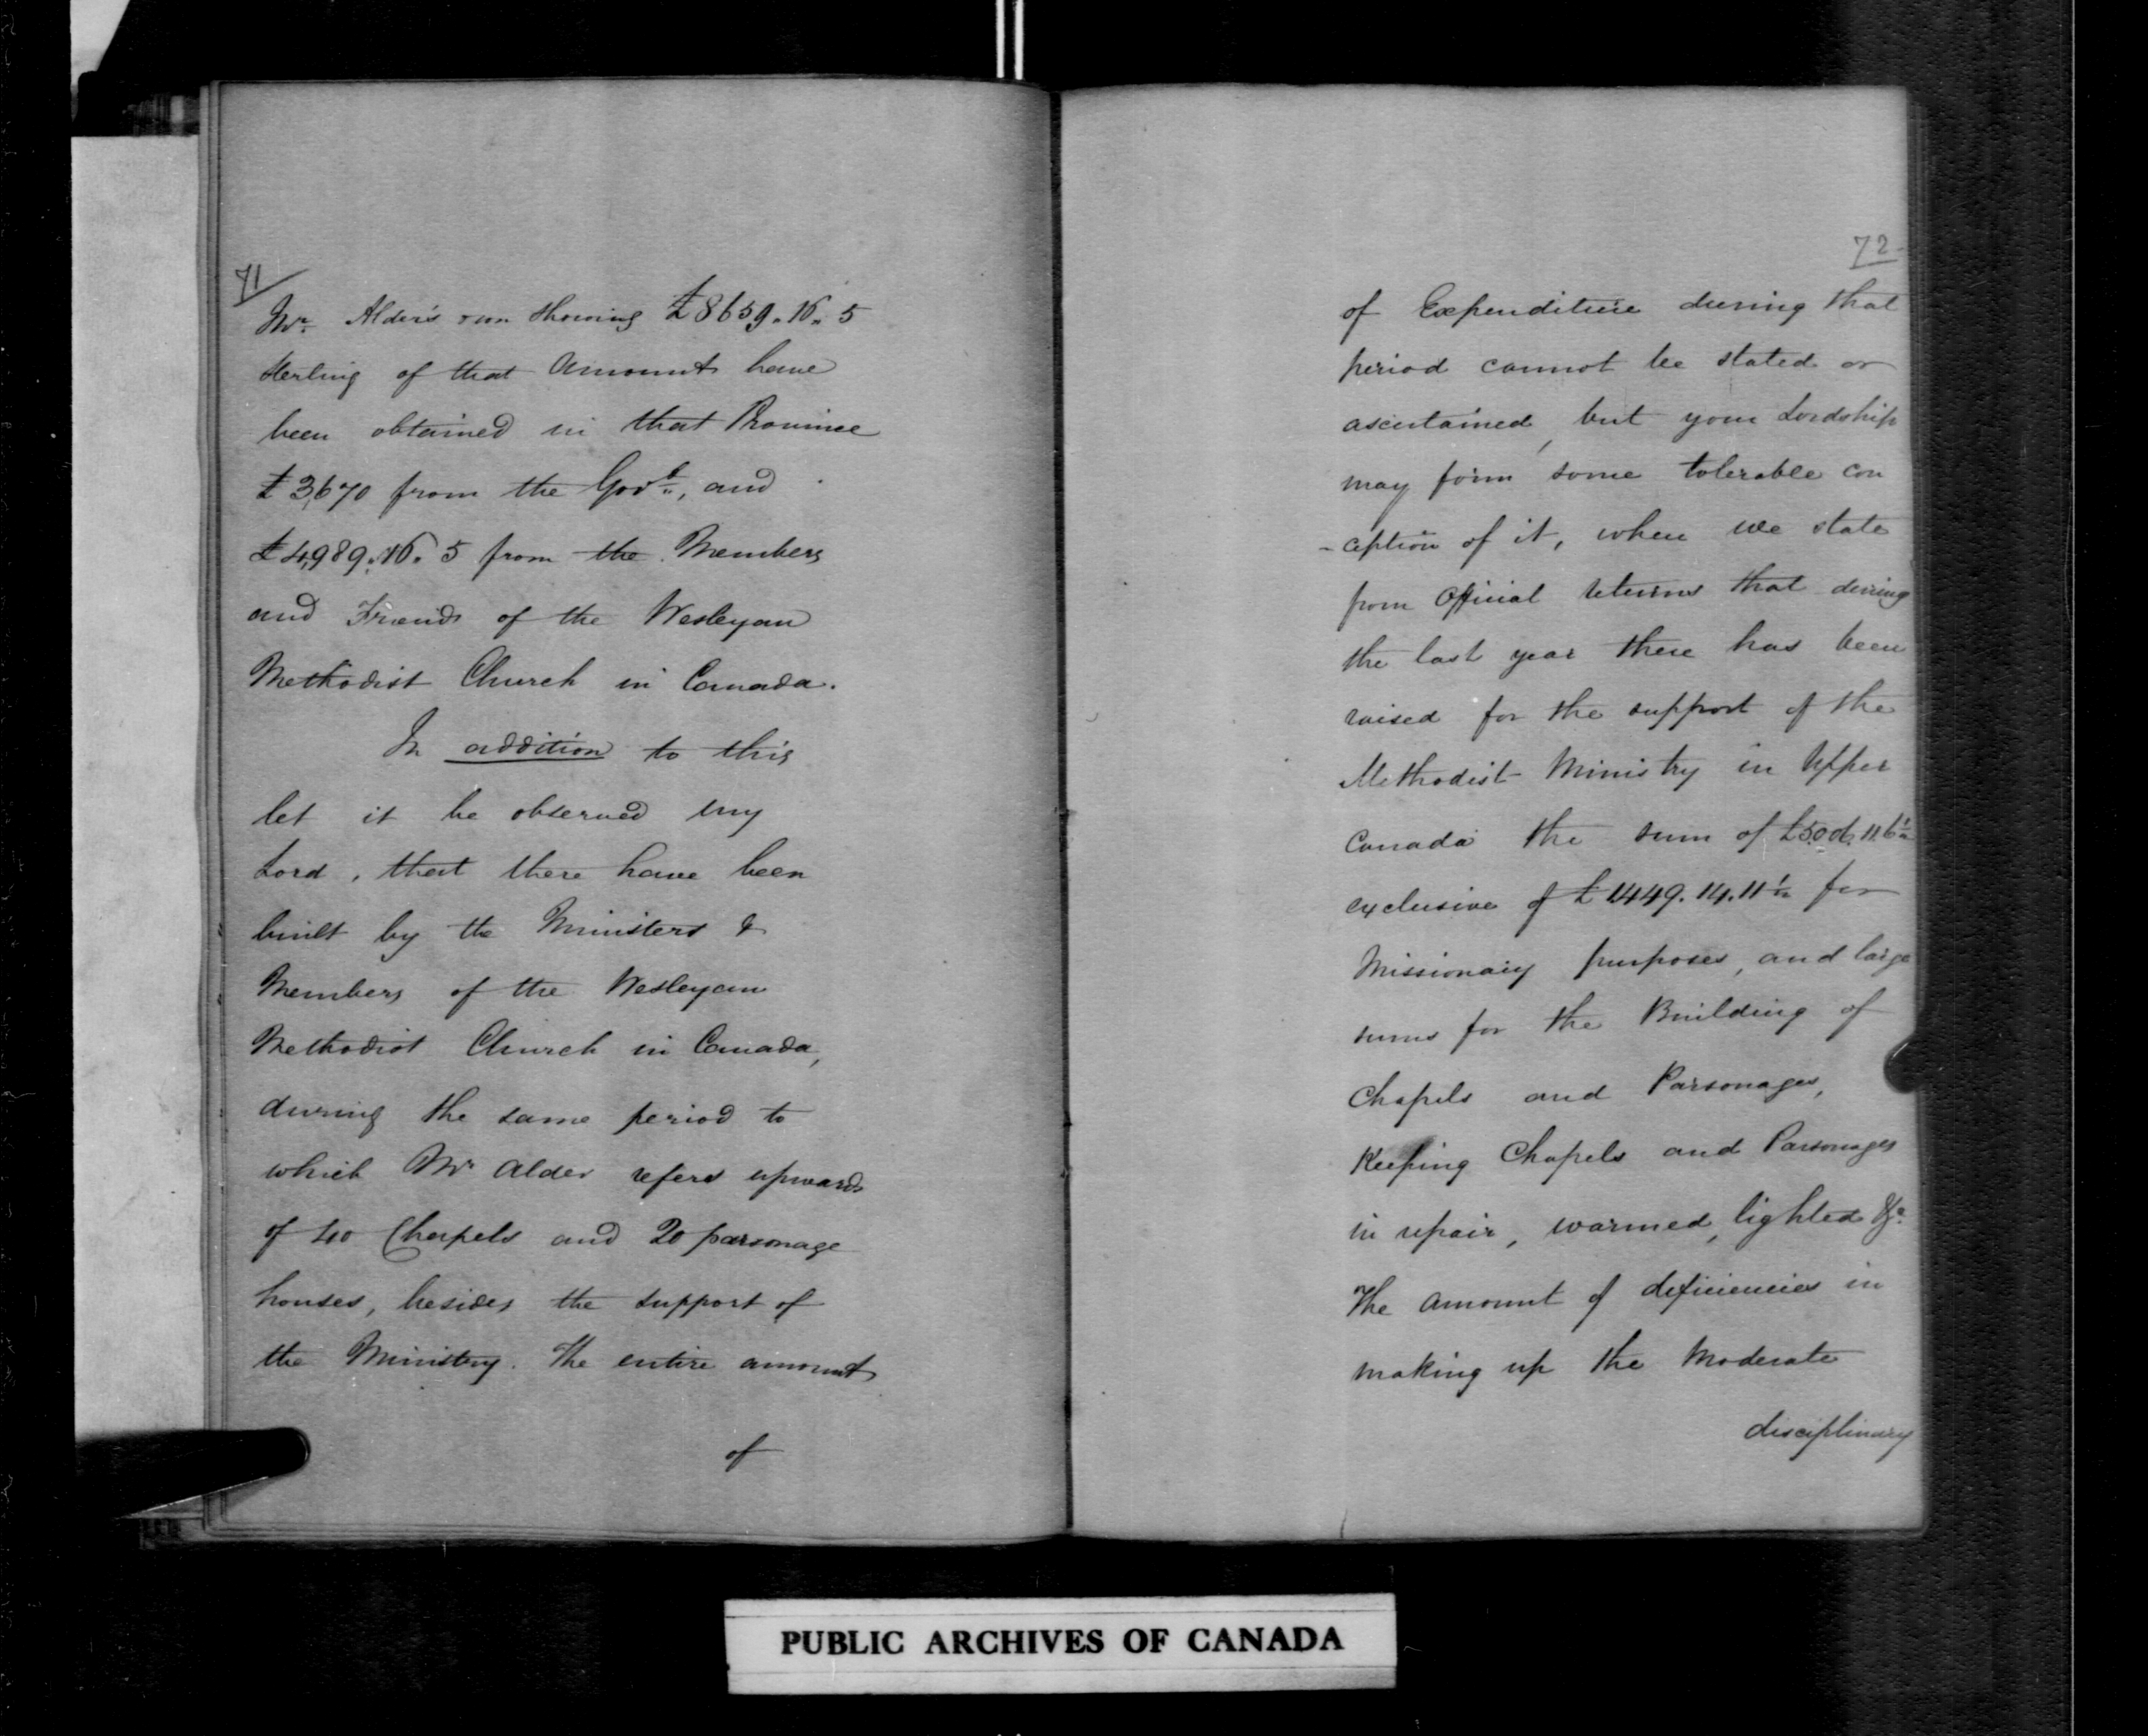 71
Mr. Alder's own showing £8659.16.5
sterling of that amount have
been obtained in that Province
£3,670 from the Govt., and
£4,989.16.5 from the Members
and Friends of the Wesleyan
Methodist Church in Canada.
In addition to this
let it be observed my
Lord, that there have been
built by the Ministers &
Members of the Wesleyan
Methodist Church in Canada,
during the same period to
which Mr Alder refers upwards
of 40 Chapels and 20 parsonage
houses, besides the support of
the Ministry. The entire amount
of
72
of Expenditure during that
period cannot be stated or
ascertained, but your Lordship
may form some tolerable con
-ception of it, when we state
from Official returns that during
the last year there has been
raised for the support of the
Methodist Ministry in Upper
Canada the sum of
exclusive of £1449.14.11½ for
Missionary purposes, and large
sums for the Building of
Chapels and Parsonages,
Keeping Chapels and Parsonages
in repair, warmed, lighted &c.
The amount of deficiencies in
making up the Moderate
disciplinary
PUBLIC ARCHIVES OF CANADA